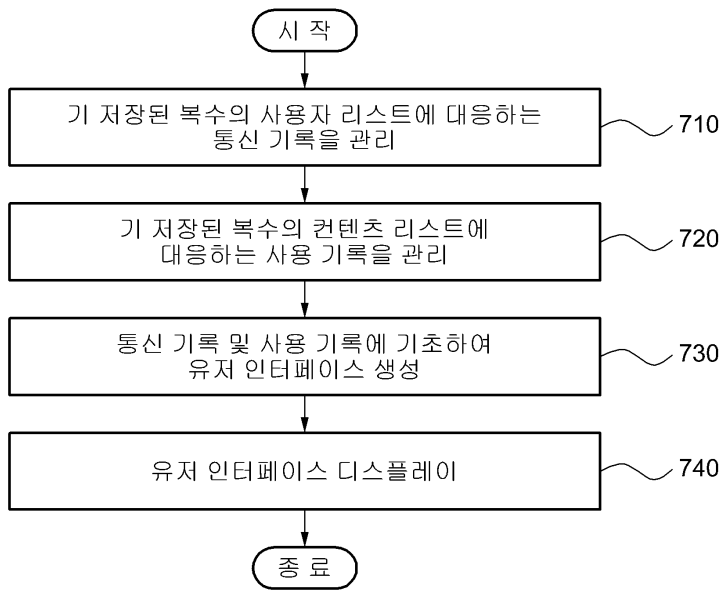 시 작
기 저장된 복수의 사용자 리스트에 대응하는
통신 기록을 관리
710
기 저장된 복수의 컨텐츠 리스트에
대응하는 사용 기록을 관리
720
통신 기록 및 사용 기록에 기초하여
유저 인터페이스 생성
730
유저 인터페이스 디스플레이
740
종 료